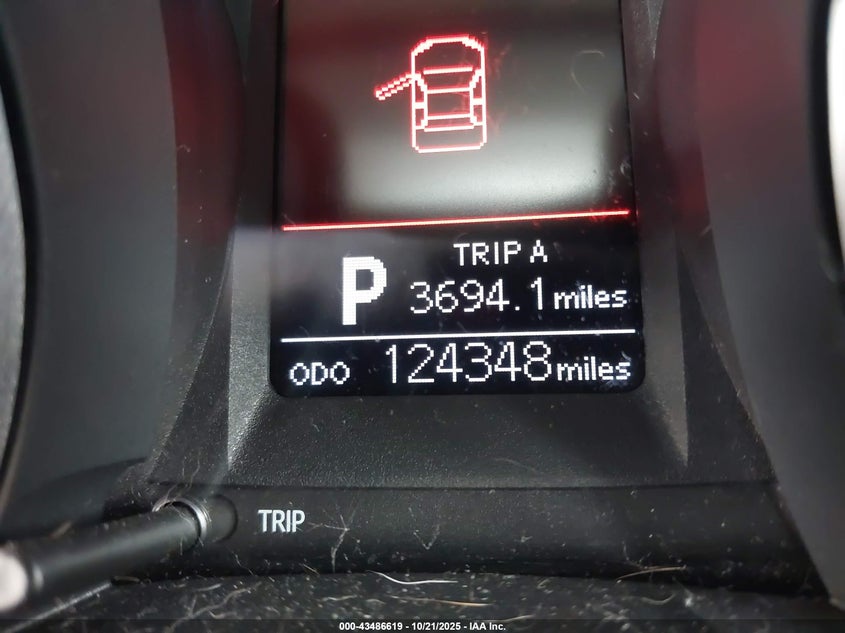 TRIP A
P 3694.1 miles
ODO 124348 miles
TRIP
000-43486619 - 10/21/2025 - IAA Inc.